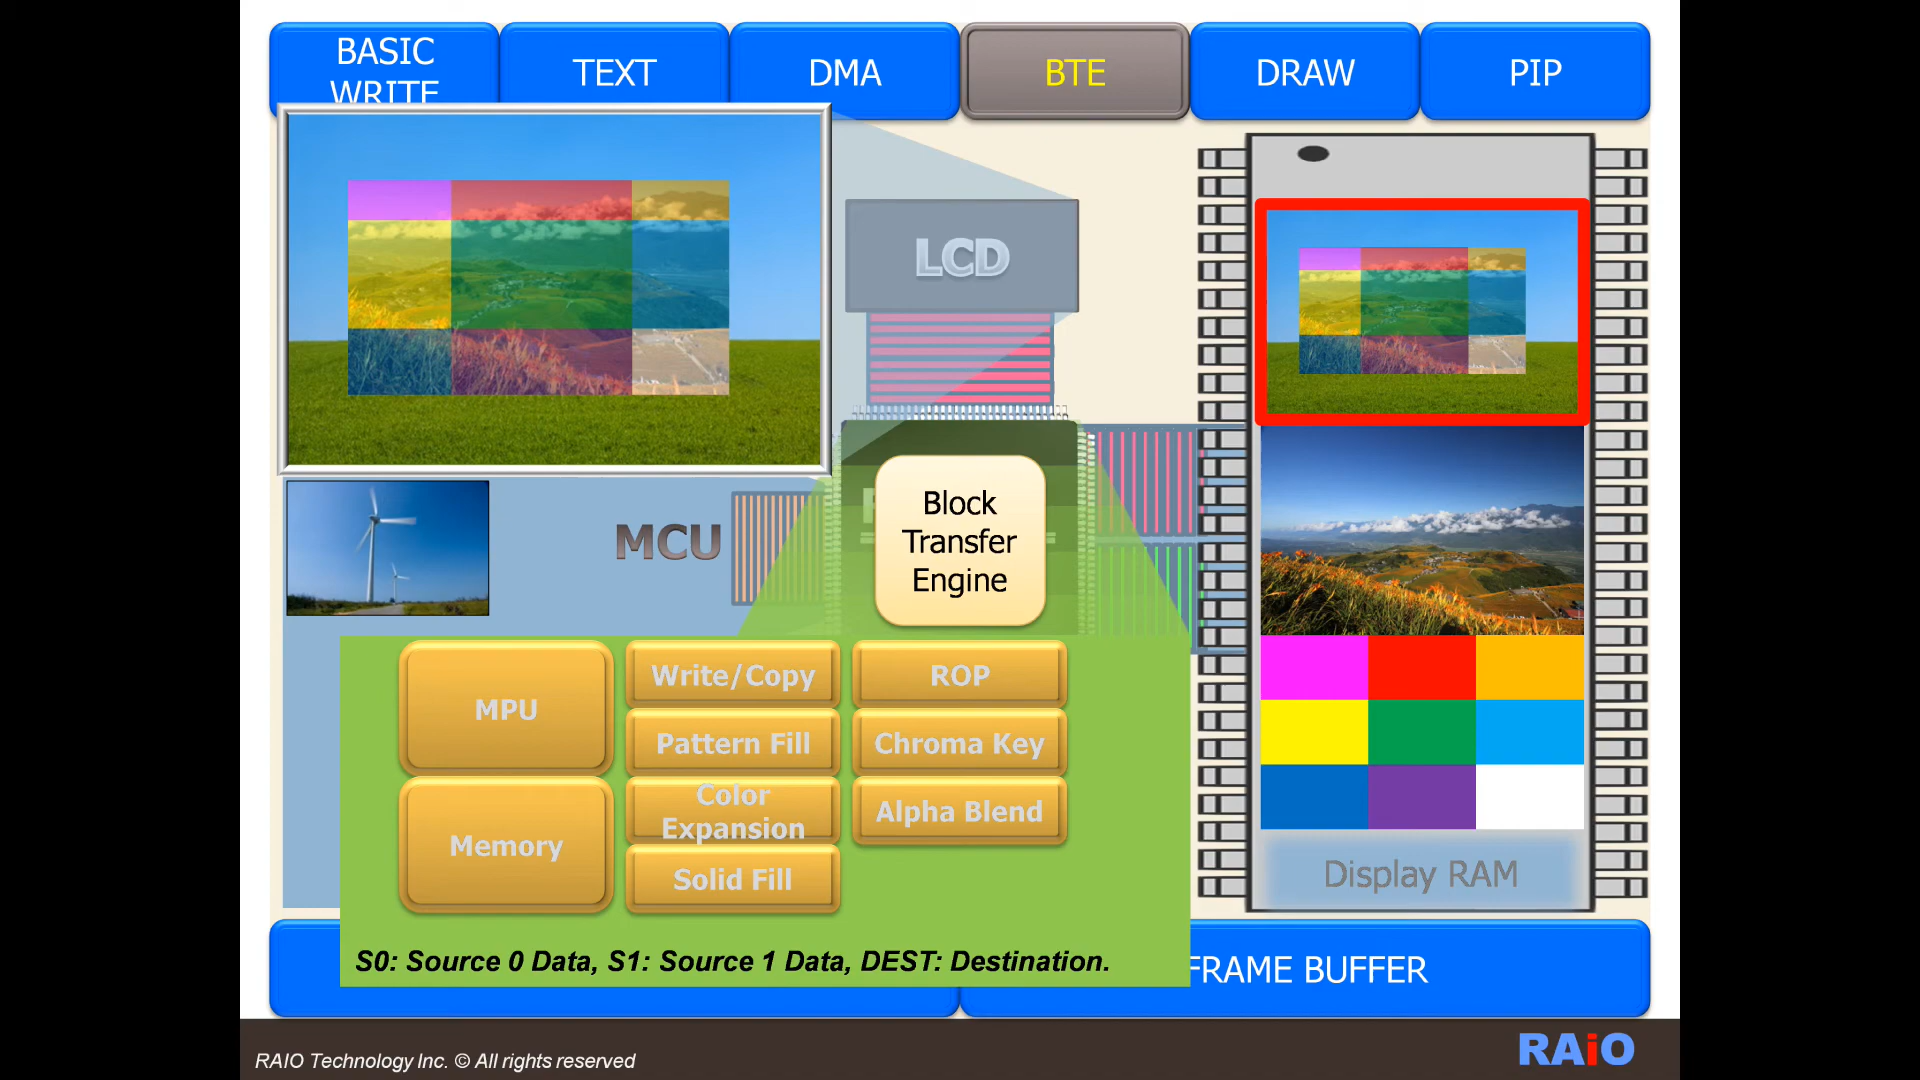 BASIC
WRITE
TEXT
DMA
BTE
DRAW
PIP
LCD
MCU
Block
Transfer
Engine
MPU
Write/Copy
ROP
Pattern Fill
Chroma Key
Memory
Color
Expansion
Alpha Blend
Solid Fill
Display RAM
S0: Source 0 Data, S1: Source 1 Data, DEST: Destination.
FRAME BUFFER
RAIO Technology Inc. © All rights reserved
RAiO